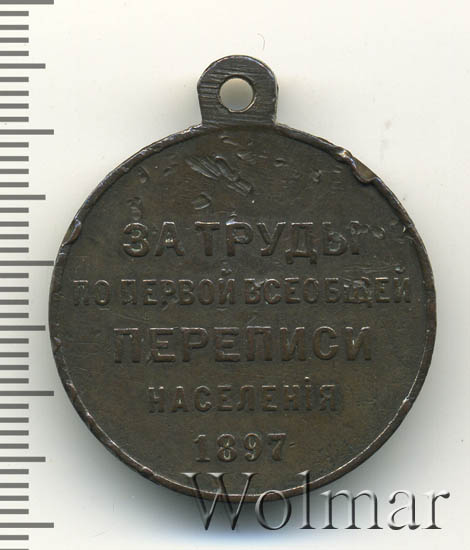 ЗА ТРУДЫ
ПО ПЕРВОЙ ВСЕОБЩЕЙ
ПЕРЕПИСИ
НАСЕЛЕНІЯ
1897
Wolmar